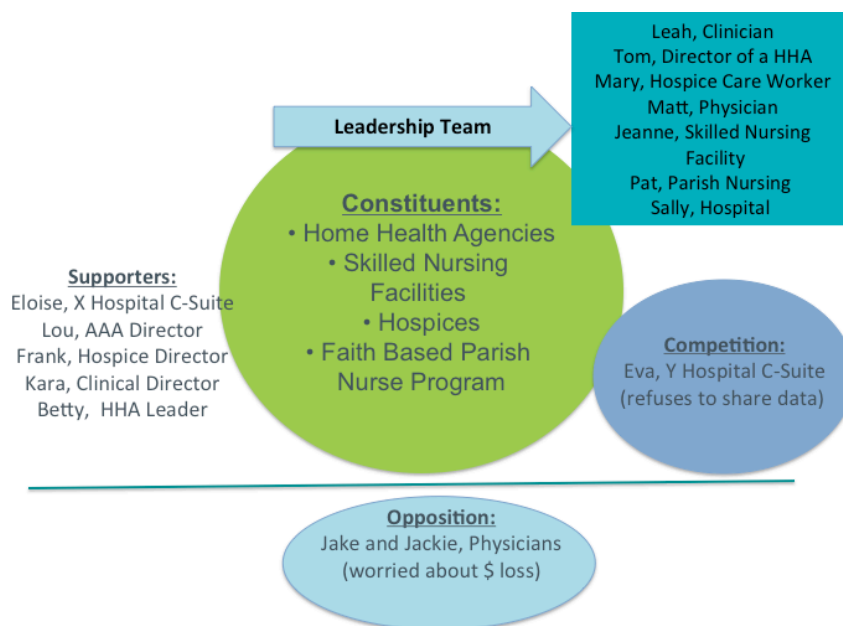 Leah, Clinician
Tom, Director of a HHA
Mary, Hospice Care Worker
Matt, Physician
Jeanne, Skilled Nursing
Facility
Pat, Parish Nursing
Sally, Hospital
Leadership Team
Constituents:
• Home Health Agencies
• Skilled Nursing
Facilities
• Hospices
• Faith Based Parish
Nurse Program
Supporters:
Eloise, X Hospital C-Suite
Lou, AAA Director
Frank, Hospice Director
Kara, Clinical Director
Betty, HHA Leader
Competition:
Eva, Y Hospital C-Suite
(refuses to share data)
Opposition:
Jake and Jackie, Physicians
(worried about $ loss)